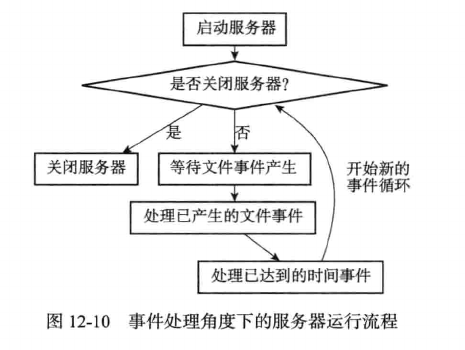 启动服务器
是否关闭服务器?
是
否
关闭服务器
等待文件事件产生
开始新的
事件循环
处理已产生的文件事件
处理已达到的时间事件
图 12-10 事件处理角度下的服务器运行流程